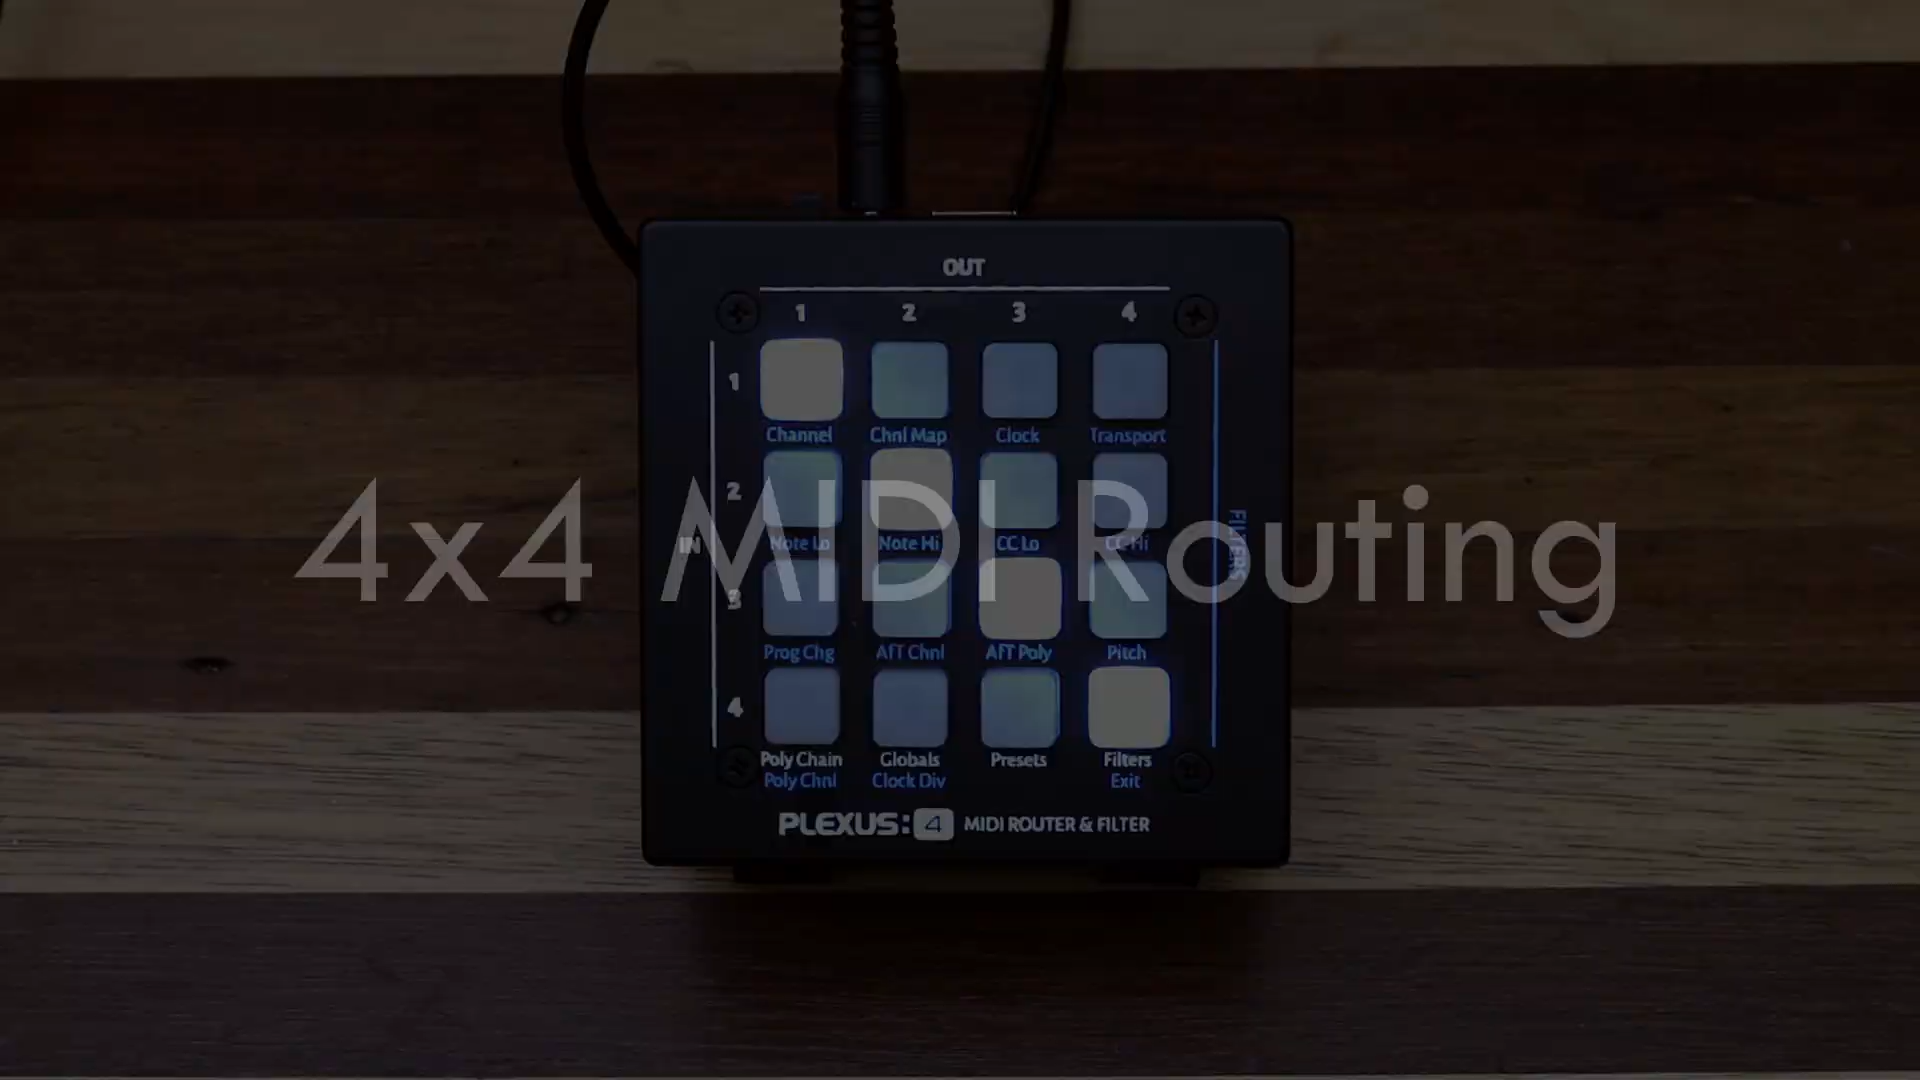 OUT
1 2 3 4
1
Channel Chnl Map Clock Transport
2
4x4 MIDI Routing
IN
Note Lo Note Hi CC Lo CC Hi
FILTERS
3
Prog Chg AfT Chnl AfT Poly Pitch
4
Poly Chain Globals Presets Filters
Poly Chnl Clock Div Exit
PLEXUS:4 MIDI ROUTER & FILTER